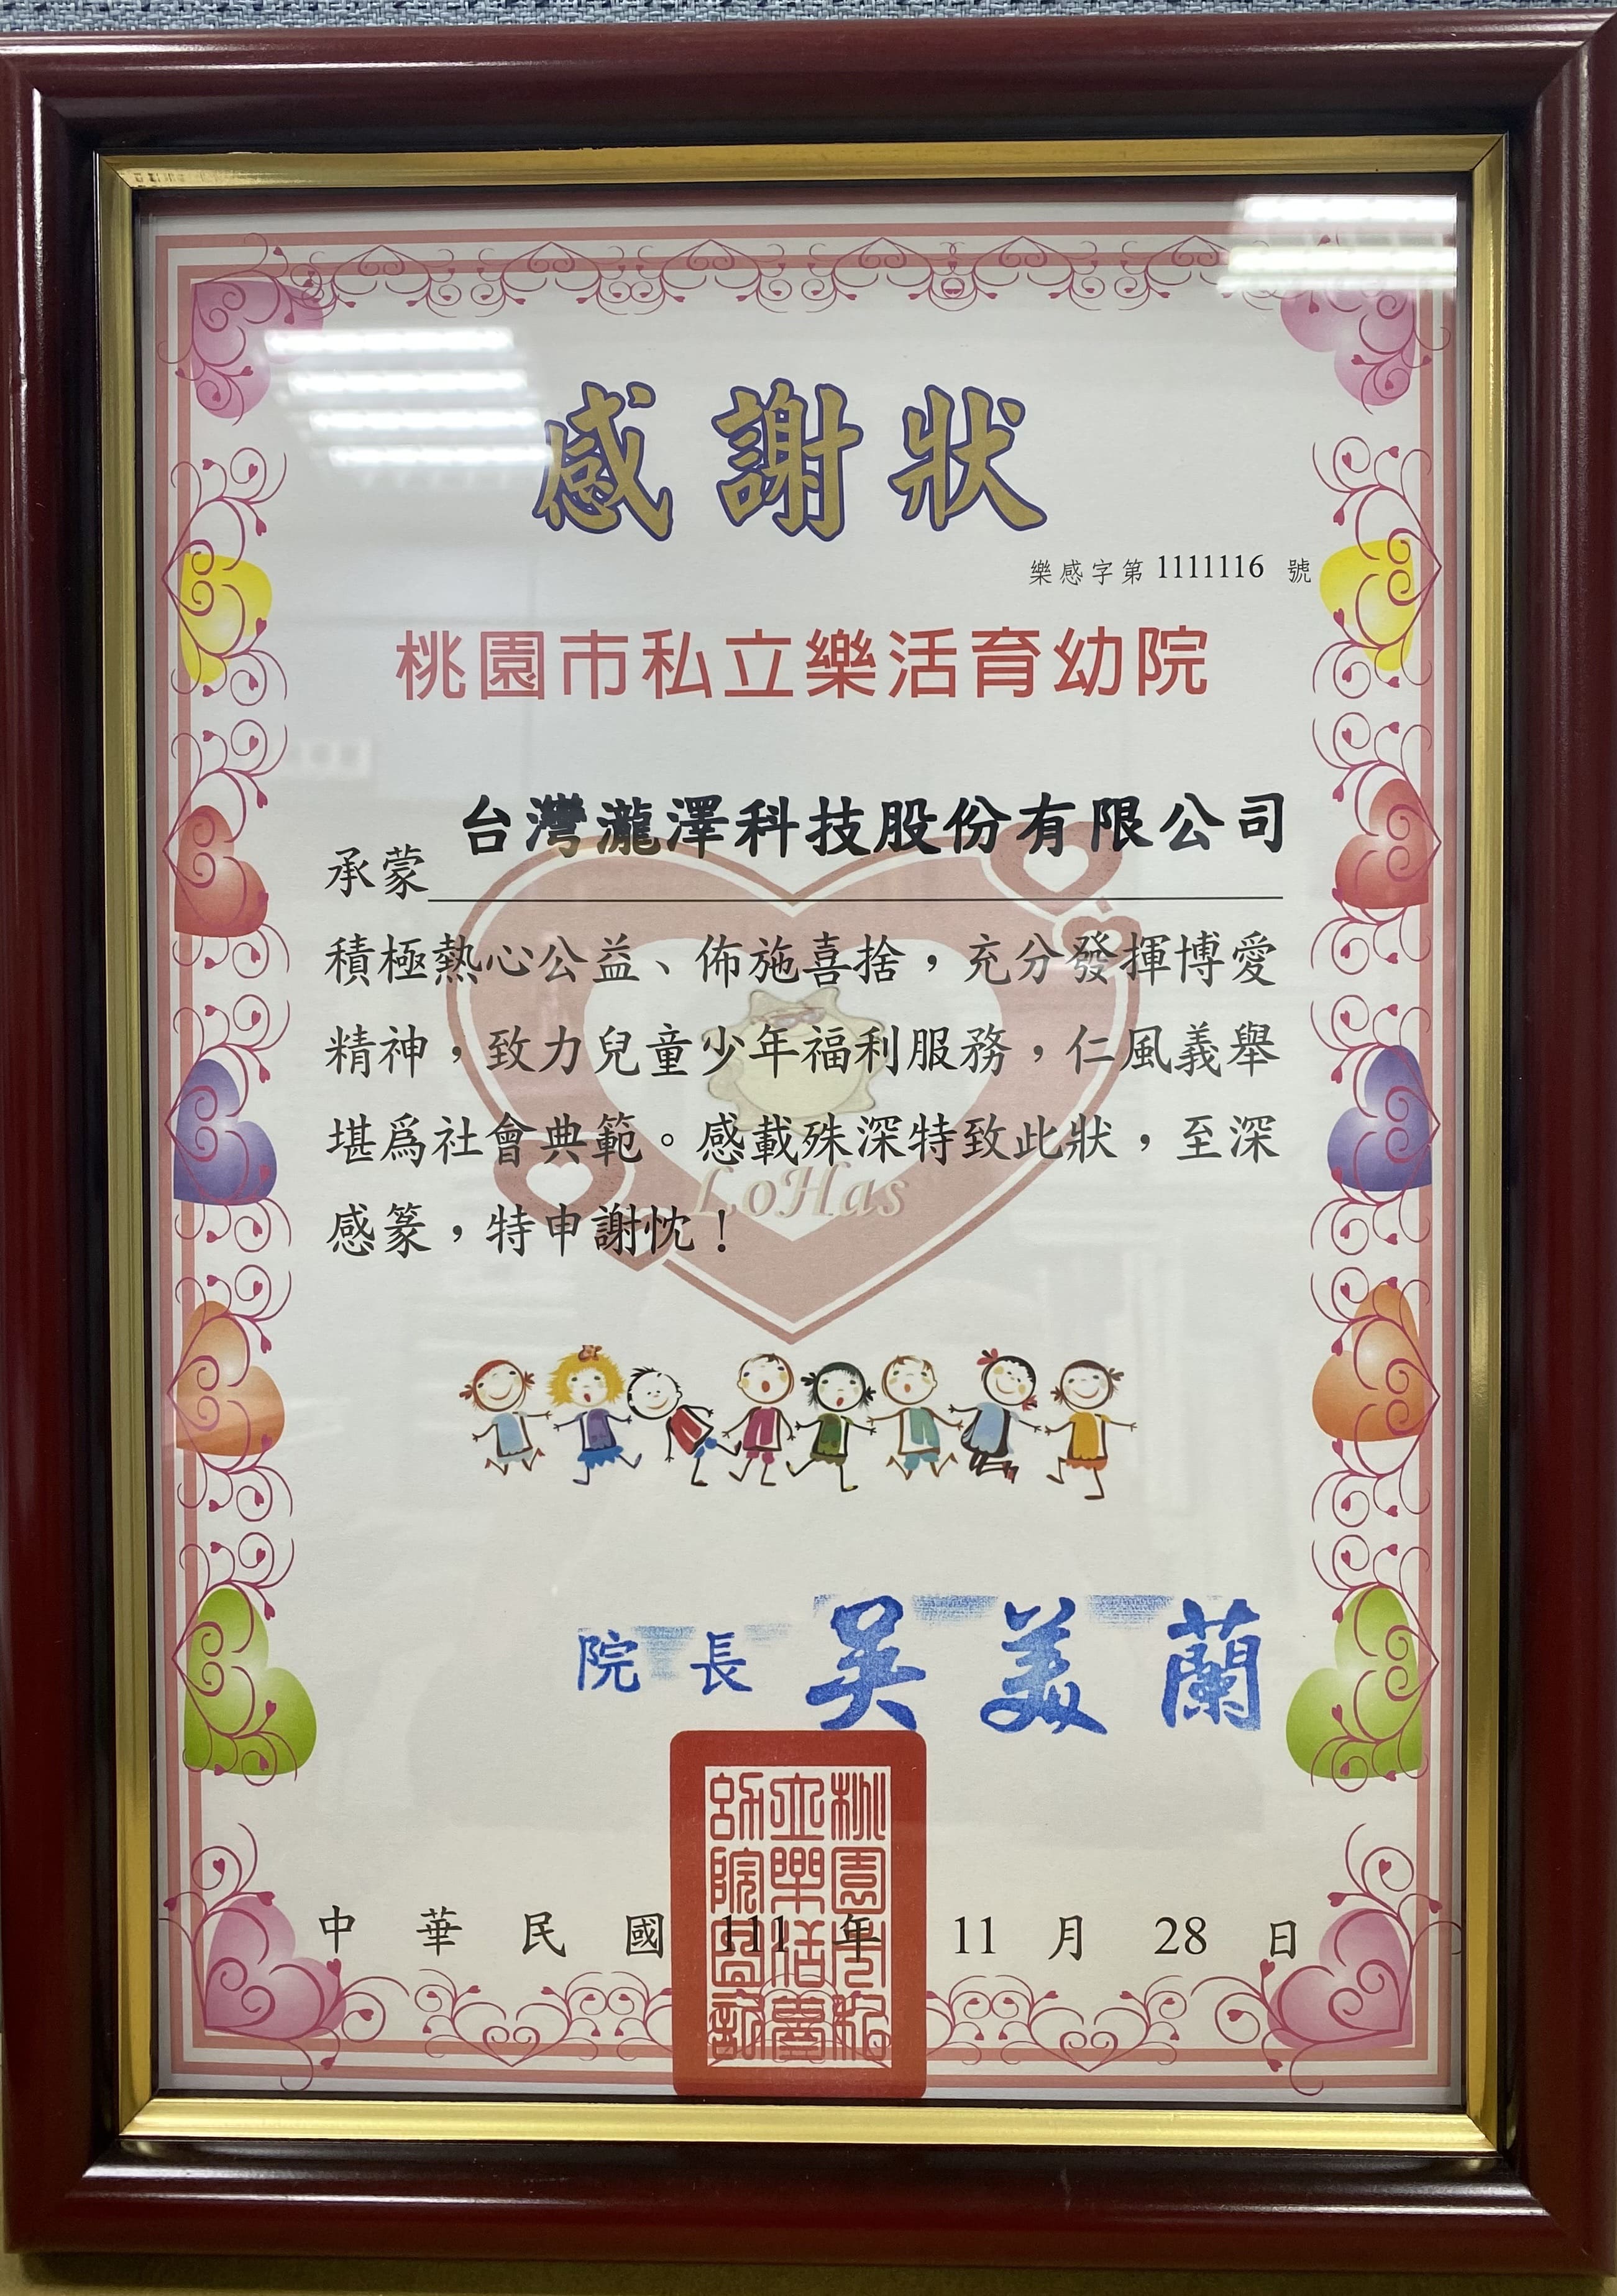 感謝狀
樂感字第 1111116 號
桃園市私立樂活育幼院
台灣瀧澤科技股份有限公司
承蒙
積極熱心公益、佈施喜捨，充分發揮博愛
精神，致力兒童少年福利服務，仁風義舉
堪為社會典範。感載殊深特致此狀，至深
感篆，特申謝忱！
LoHas
院長 吳美蘭
中華民國 111 年 11 月 28 日